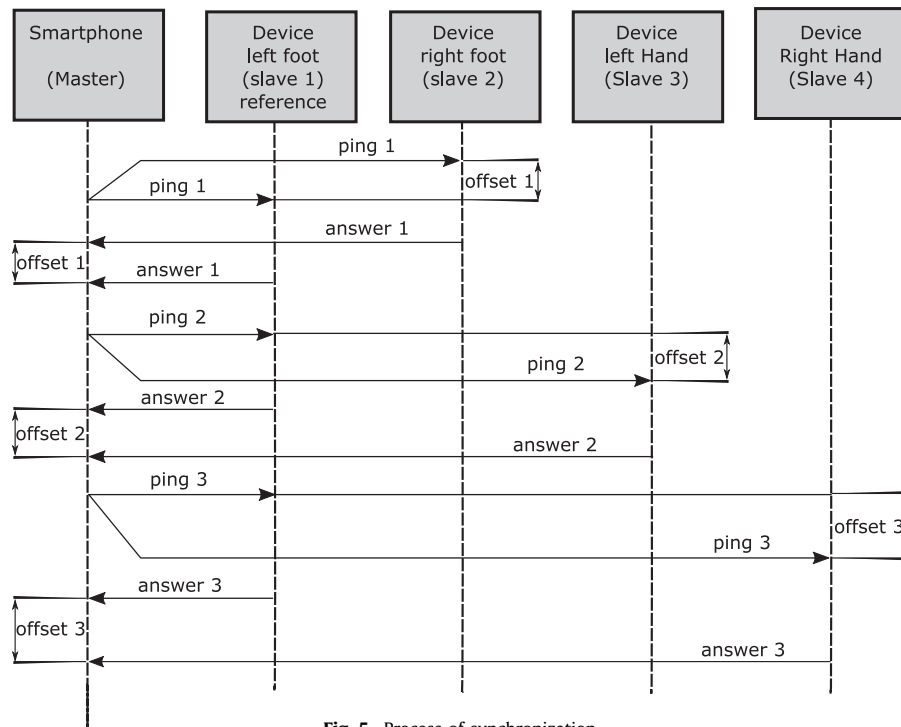 Smartphone
(Master)
Device
left foot
(slave 1)
reference
Device
right foot
(slave 2)
Device
left Hand
(Slave 3)
Device
Right Hand
(Slave 4)
ping 1
offset 1
ping 1
answer 1
offset 1
answer 1
ping 2
offset 2
ping 2
answer 2
offset 2
answer 2
ping 3
offset 3
ping 3
answer 3
offset 3
answer 3
Fig. 5. Process of synchronization